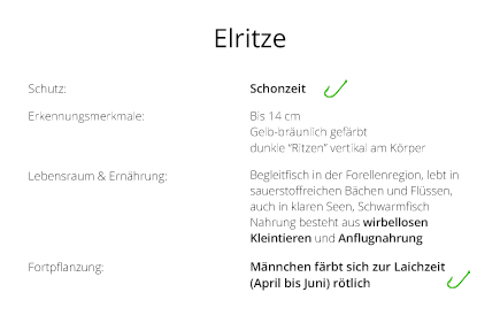 Elritze
Schutz: Schonzeit
Erkennungsmerkmale: Bis 14 cm
Gelb-bräunlich gefärbt
dunkle “Ritzen” vertikal am Körper
Lebensraum & Ernährung: Begleitfisch in der Forellenregion, lebt in
sauerstoffreichen Bächen und Flüssen,
auch in klaren Seen, Schwarmfisch
Nahrung besteht aus wirbellosen
Kleintieren und Anflugnahrung
Fortpflanzung: Männchen färbt sich zur Laichzeit
(April bis Juni) rötlich